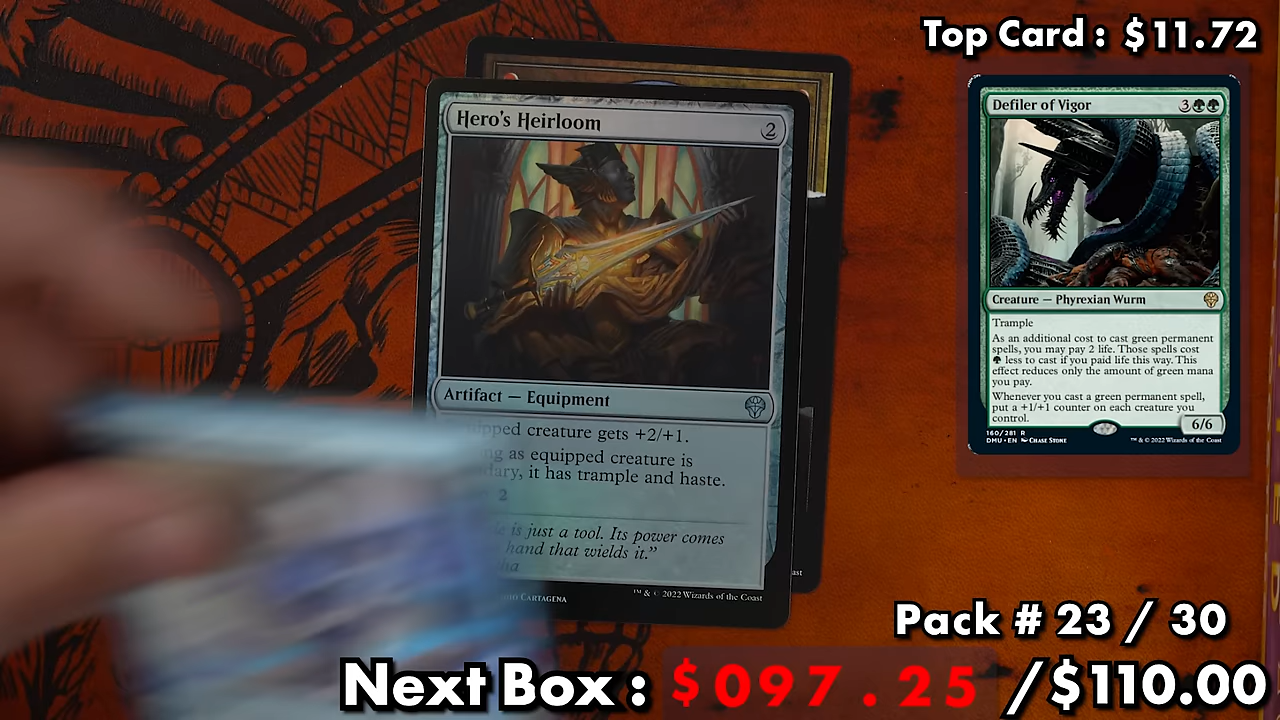 Top Card : $11.72
Hero's Heirloom
2
Artifact — Equipment
creature gets +2/+1.
as equipped creature is
it has trample and haste.
2
is just a tool. Its power comes
hand that wields it."
CARTAGENA
™ & © 2022 Wizards of the Coast
Defiler of Vigor
3
Creature — Phyrexian Wurm
Trample
As an additional cost to cast green permanent
spells, you may pay 2 life. Those spells cost
less to cast if you paid life this way. This
effect reduces only the amount of green mana
you pay.
Whenever you cast a green permanent spell,
put a +1/+1 counter on each creature you
control.
6/6
160/281 R
DMU • EN CHASE STONE
™ & © 2022 Wizards of the Coast
Pack # 23 / 30
Next Box : $097.25 /$110.00